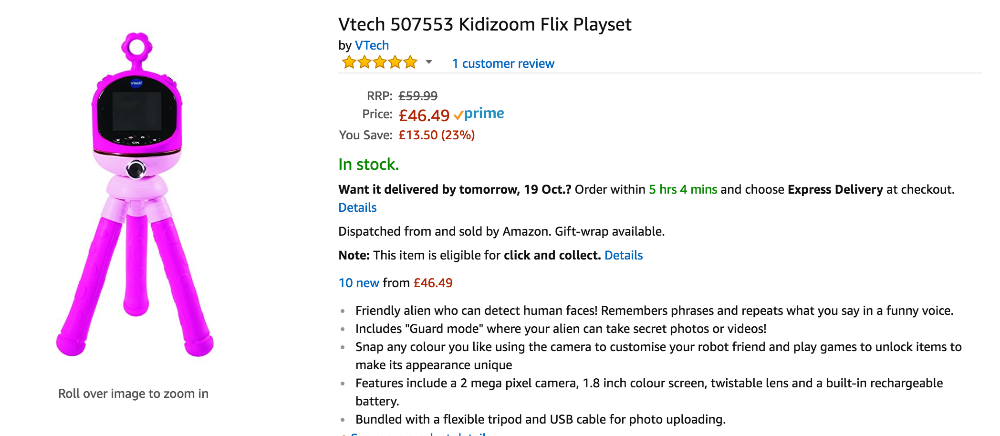 Vtech 507553 Kidizoom Flix Playset
by VTech
1 customer review
RRP: £59.99
Price: £46.49 prime
You Save: £13.50 (23%)
In stock.
Want it delivered by tomorrow, 19 Oct.? Order within 5 hrs 4 mins and choose Express Delivery at checkout.
Details
Dispatched from and sold by Amazon. Gift-wrap available.
Note: This item is eligible for click and collect. Details
10 new from £46.49
• Friendly alien who can detect human faces! Remembers phrases and repeats what you say in a funny voice.
• Includes "Guard mode" where your alien can take secret photos or videos!
• Snap any colour you like using the camera to customise your robot friend and play games to unlock items to
make its appearance unique
• Features include a 2 mega pixel camera, 1.8 inch colour screen, twistable lens and a built-in rechargeable
battery.
• Bundled with a flexible tripod and USB cable for photo uploading.
vtech
OK
Roll over image to zoom in